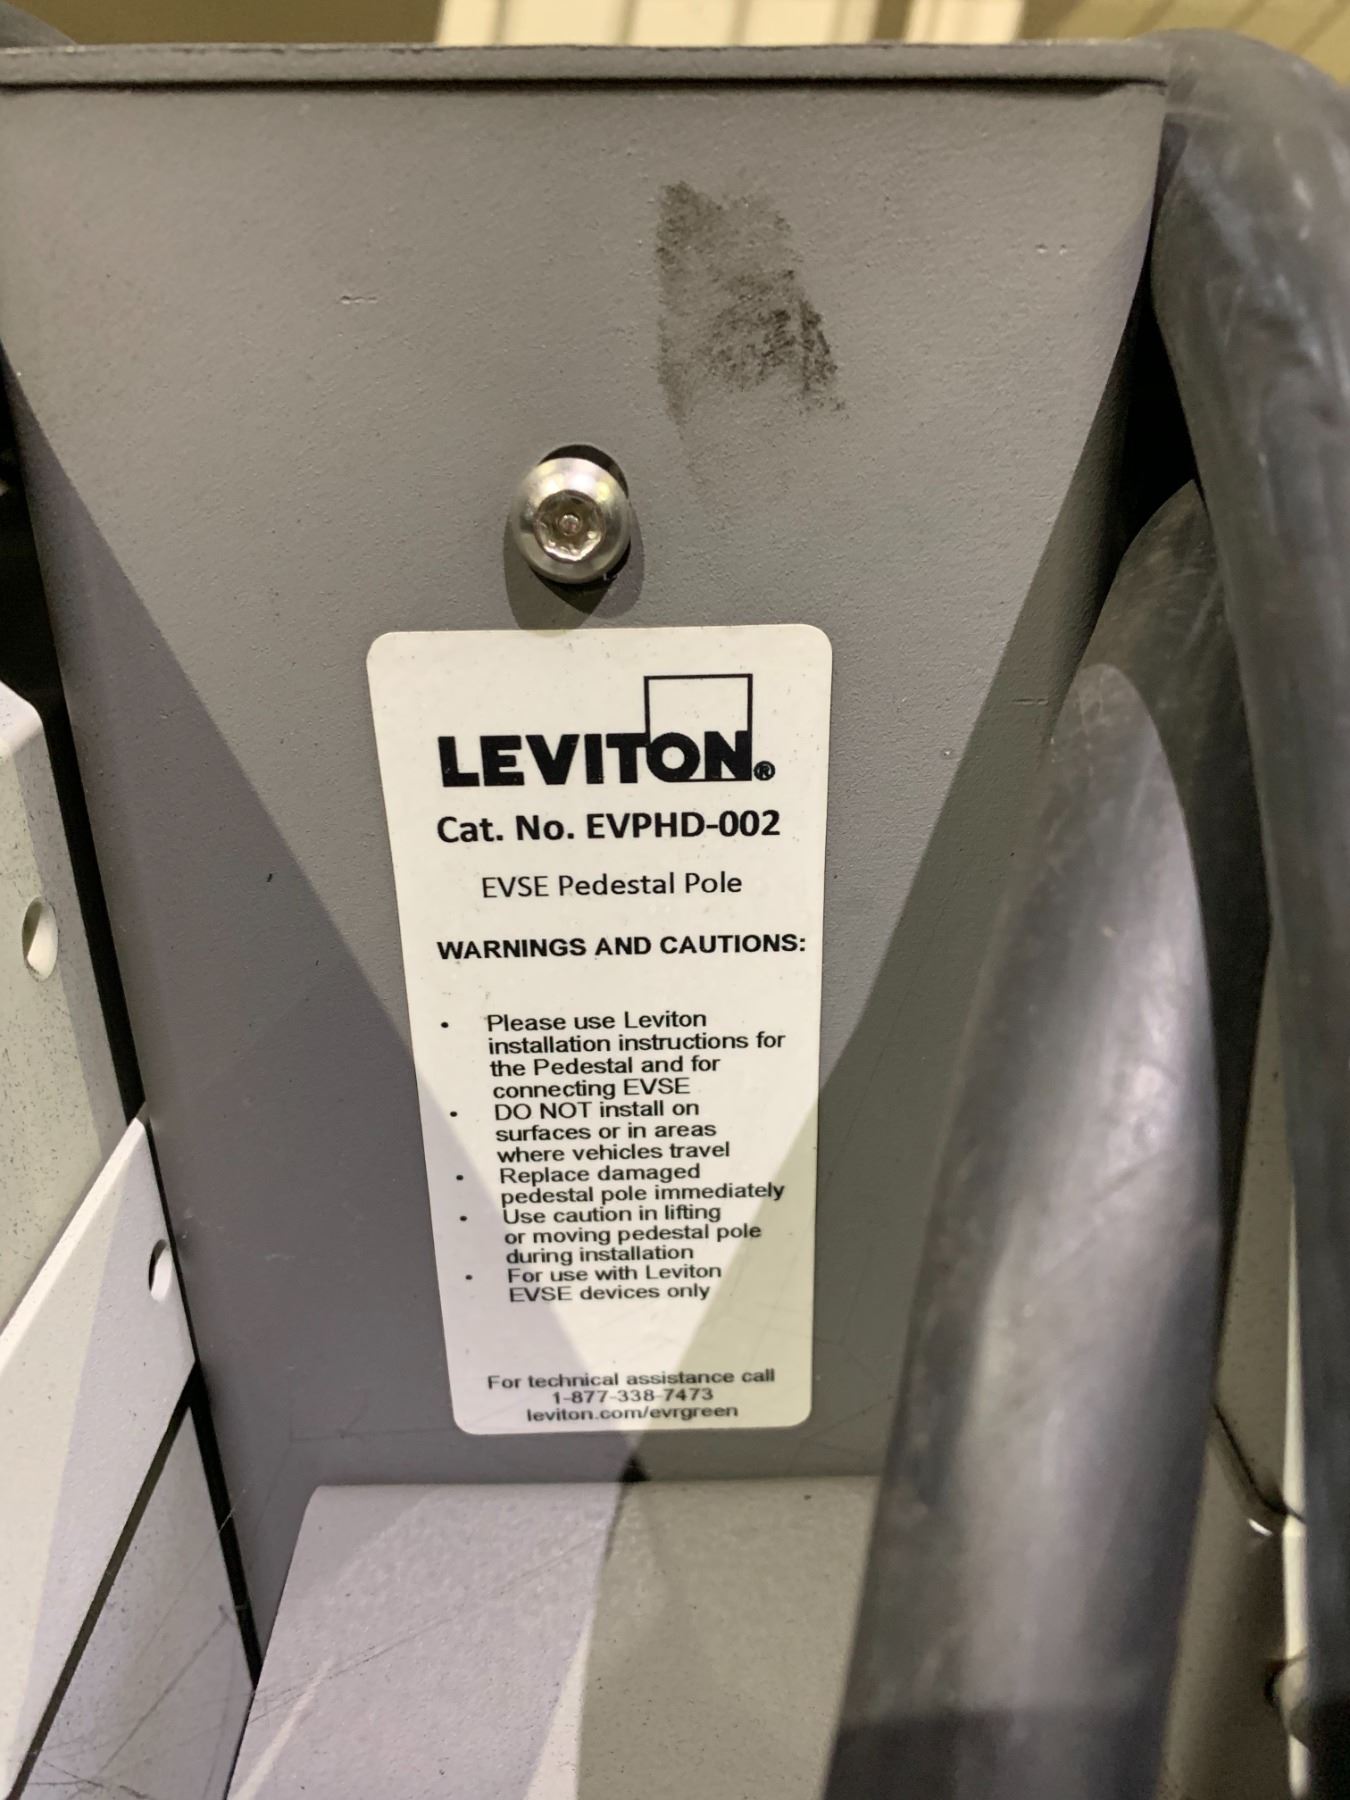 LEVITON®
Cat. No. EVPHD-002
EVSE Pedestal Pole
WARNINGS AND CAUTIONS:
• Please use Leviton
installation instructions for
the Pedestal and for
connecting EVSE
• DO NOT install on
surfaces or in areas
where vehicles travel
• Replace damaged
pedestal pole immediately
• Use caution in lifting
or moving pedestal pole
during installation
• For use with Leviton
EVSE devices only
For technical assistance call
1-877-338-7473
leviton.com/evrgreen